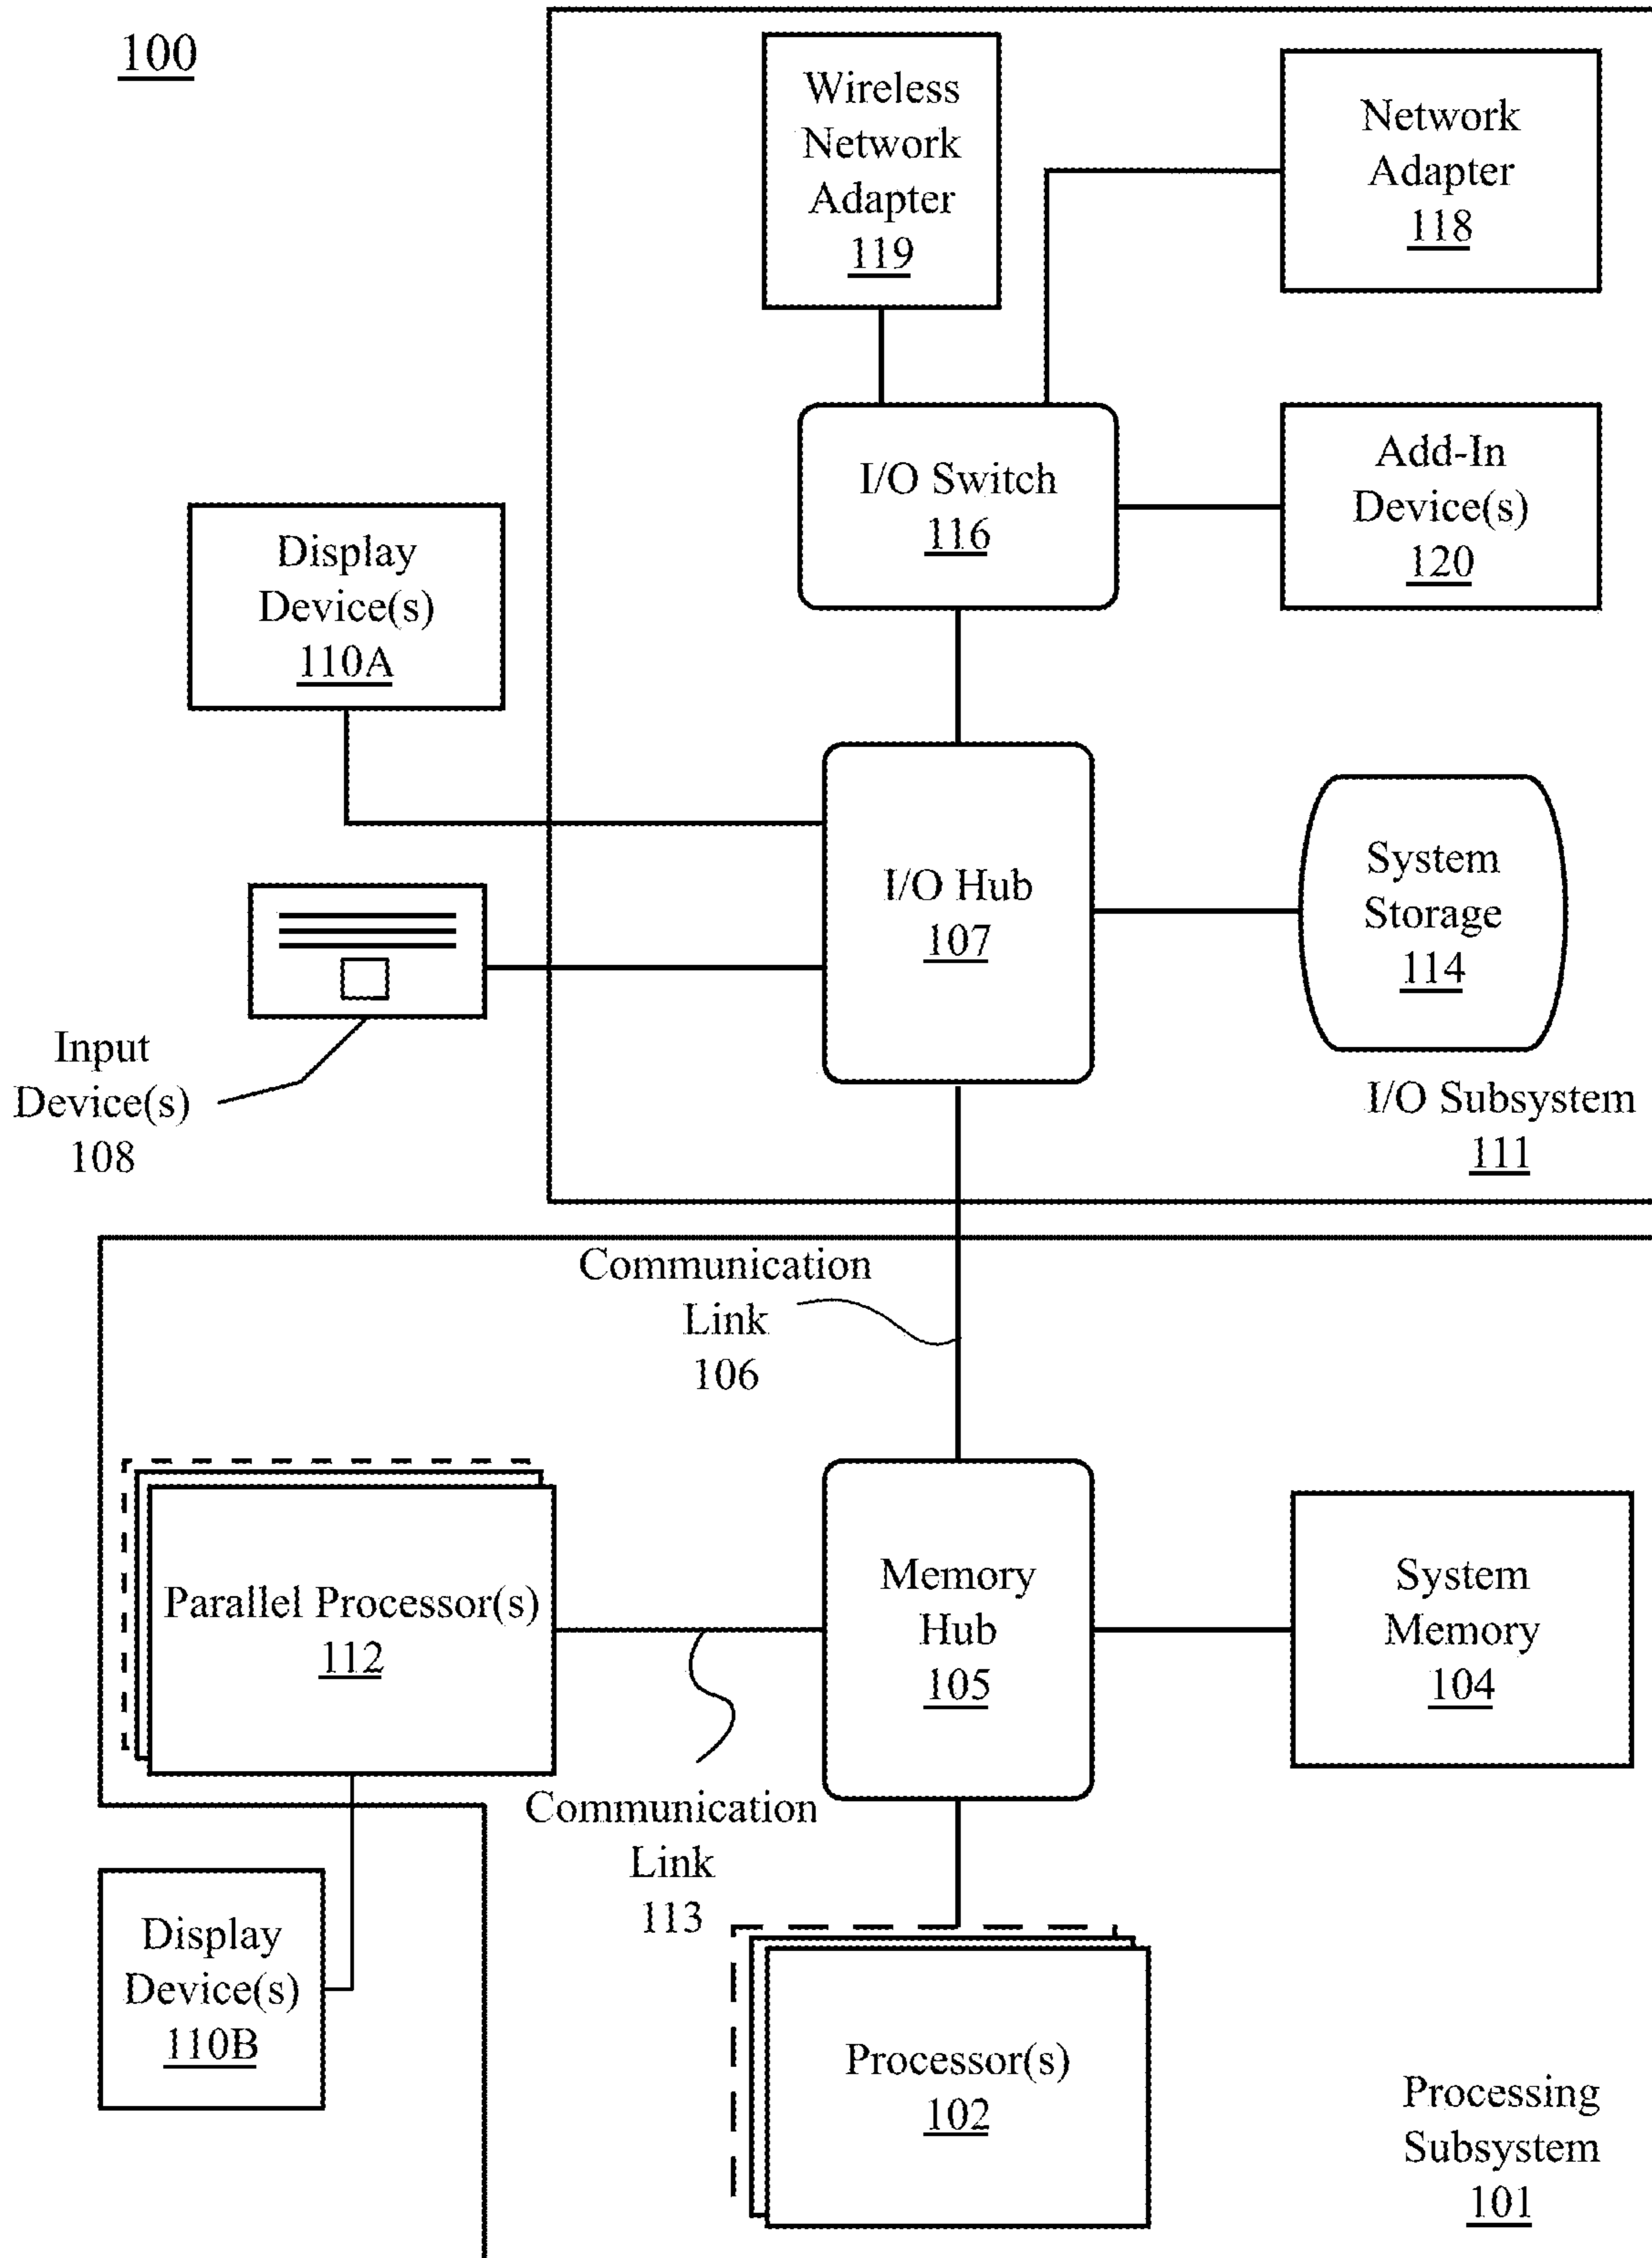 100
Wireless
Network
Adapter
119
Network
Adapter
118
I/O Switch
116
Add-In
Device(s)
120
Display
Device(s)
110A
I/O Hub
107
System
Storage
114
Input
Device(s)
108
I/O Subsystem
111
Communication
Link
106
Parallel Processor(s)
112
Memory
Hub
105
System
Memory
104
Communication
Link
113
Display
Device(s)
110B
Processor(s)
102
Processing
Subsystem
101